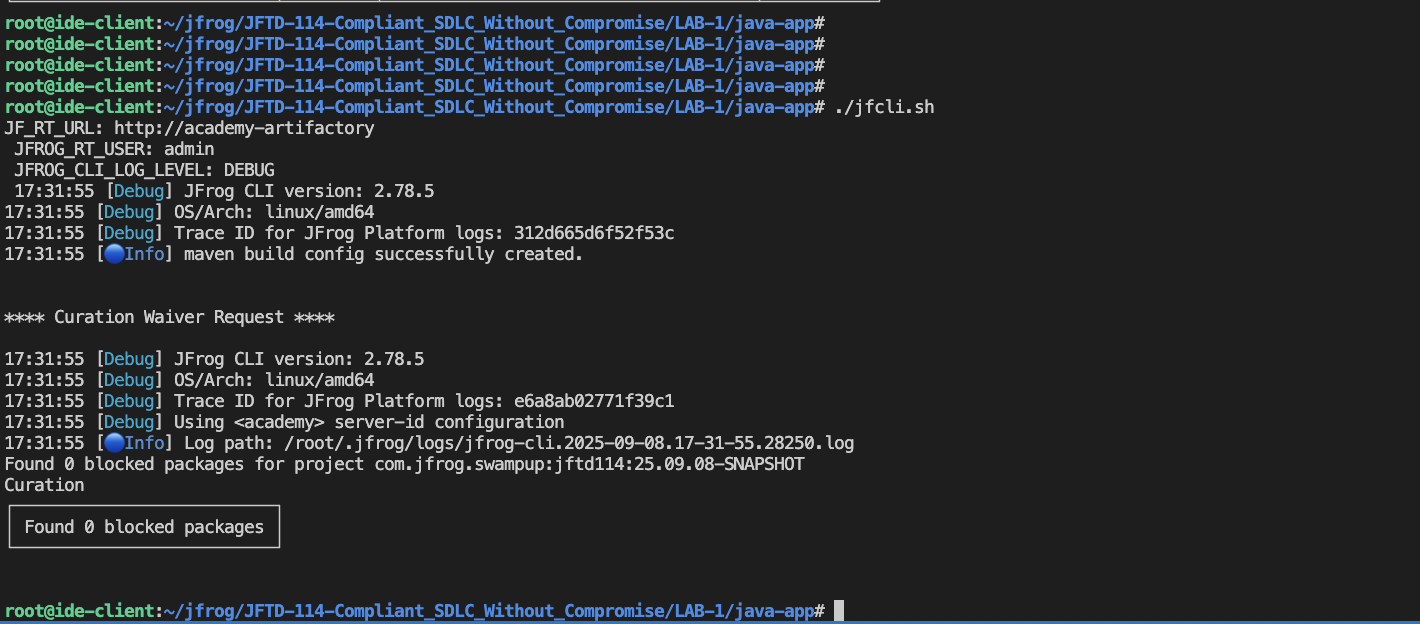 root@ide-client:~/jfrog/JFTD-114-Compliant_SDLC_Without_Compromise/LAB-1/java-app#
root@ide-client:~/jfrog/JFTD-114-Compliant_SDLC_Without_Compromise/LAB-1/java-app#
root@ide-client:~/jfrog/JFTD-114-Compliant_SDLC_Without_Compromise/LAB-1/java-app#
root@ide-client:~/jfrog/JFTD-114-Compliant_SDLC_Without_Compromise/LAB-1/java-app#
root@ide-client:~/jfrog/JFTD-114-Compliant_SDLC_Without_Compromise/LAB-1/java-app# ./jfcli.sh
JF_RT_URL: http://academy-artifactory
JFROG_RT_USER: admin
JFROG_CLI_LOG_LEVEL: DEBUG
17:31:55 [Debug] JFrog CLI version: 2.78.5
17:31:55 [Debug] OS/Arch: linux/amd64
17:31:55 [Debug] Trace ID for JFrog Platform logs: 312d665d6f52f53c
17:31:55 [🔵Info] maven build config successfully created.
**** Curation Waiver Request ****
17:31:55 [Debug] JFrog CLI version: 2.78.5
17:31:55 [Debug] OS/Arch: linux/amd64
17:31:55 [Debug] Trace ID for JFrog Platform logs: e6a8ab02771f39c1
17:31:55 [Debug] Using <academy> server-id configuration
17:31:55 [🔵Info] Log path: /root/.jfrog/logs/jfrog-cli.2025-09-08.17-31-55.28250.log
Found 0 blocked packages for project com.jfrog.swampup:jftd114:25.09.08-SNAPSHOT
Curation
Found 0 blocked packages
root@ide-client:~/jfrog/JFTD-114-Compliant_SDLC_Without_Compromise/LAB-1/java-app#